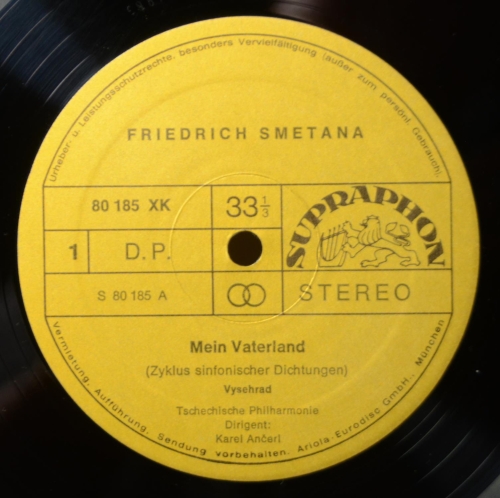 Urheber- u. Leistungsschutzrechte, besonders Vervielfältigung (außer zum persönl. Gebrauch),
FRIEDRICH SMETANA
80 185 XK
33 1/3
SUPRAPHON
1
D.P.
S 80 185 A
STEREO
Mein Vaterland
(Zyklus sinfonischer Dichtungen)
Vysehrad
Tschechische Philharmonie
Dirigent:
Karel Ančerl
Vermietung, Aufführung, Sendung vorbehalten. Ariola-Eurodisc GmbH., München